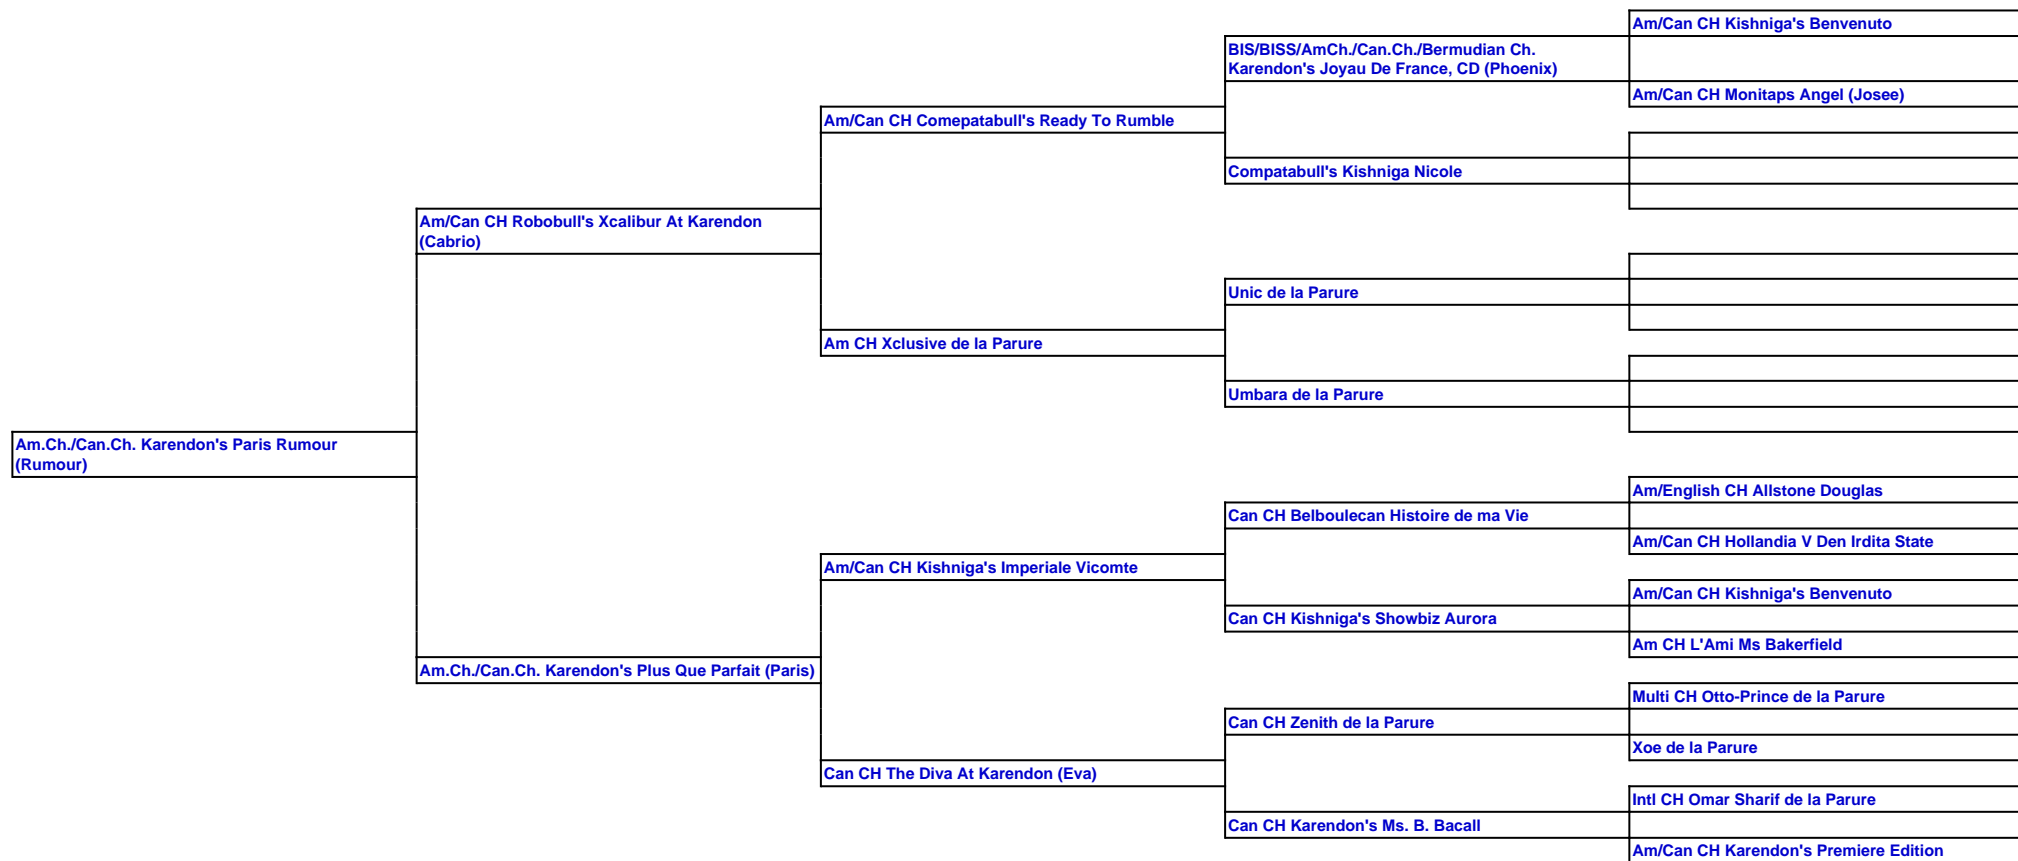 Am/Can CH Kishniga's Benvenuto
BIS/BISS/AmCh./Can.Ch./Bermudian Ch.
Karendon's Joyau De France, CD (Phoenix)
Am/Can CH Monitaps Angel (Josee)
Am/Can CH Comepatabull's Ready To Rumble
Compatabull's Kishniga Nicole
Am/Can CH Robobull's Xcalibur At Karendon
(Cabrio)
Unic de la Parure
Am CH Xclusive de la Parure
Umbara de la Parure
Am.Ch./Can.Ch. Karendon's Paris Rumour
(Rumour)
Am/English CH Allstone Douglas
Can CH Belboulecan Histoire de ma Vie
Am/Can CH Hollandia V Den Irdita State
Am/Can CH Kishniga's Imperiale Vicomte
Am/Can CH Kishniga's Benvenuto
Can CH Kishniga's Showbiz Aurora
Am CH L'Ami Ms Bakerfield
Am.Ch./Can.Ch. Karendon's Plus Que Parfait (Paris)
Multi CH Otto-Prince de la Parure
Can CH Zenith de la Parure
Xoe de la Parure
Can CH The Diva At Karendon (Eva)
Intl CH Omar Sharif de la Parure
Can CH Karendon's Ms. B. Bacall
Am/Can CH Karendon's Premiere Edition